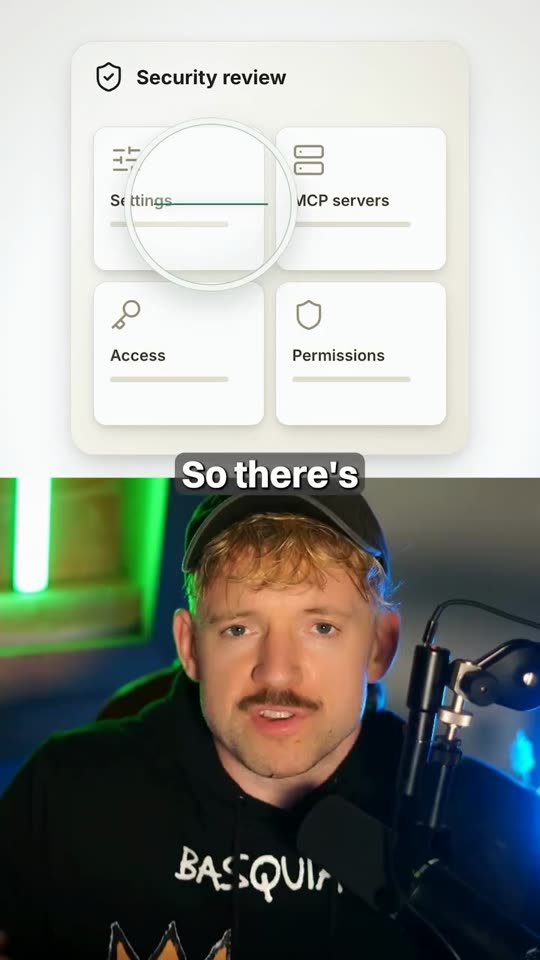 Security review
Settings
MCP servers
Access
Permissions
So there's